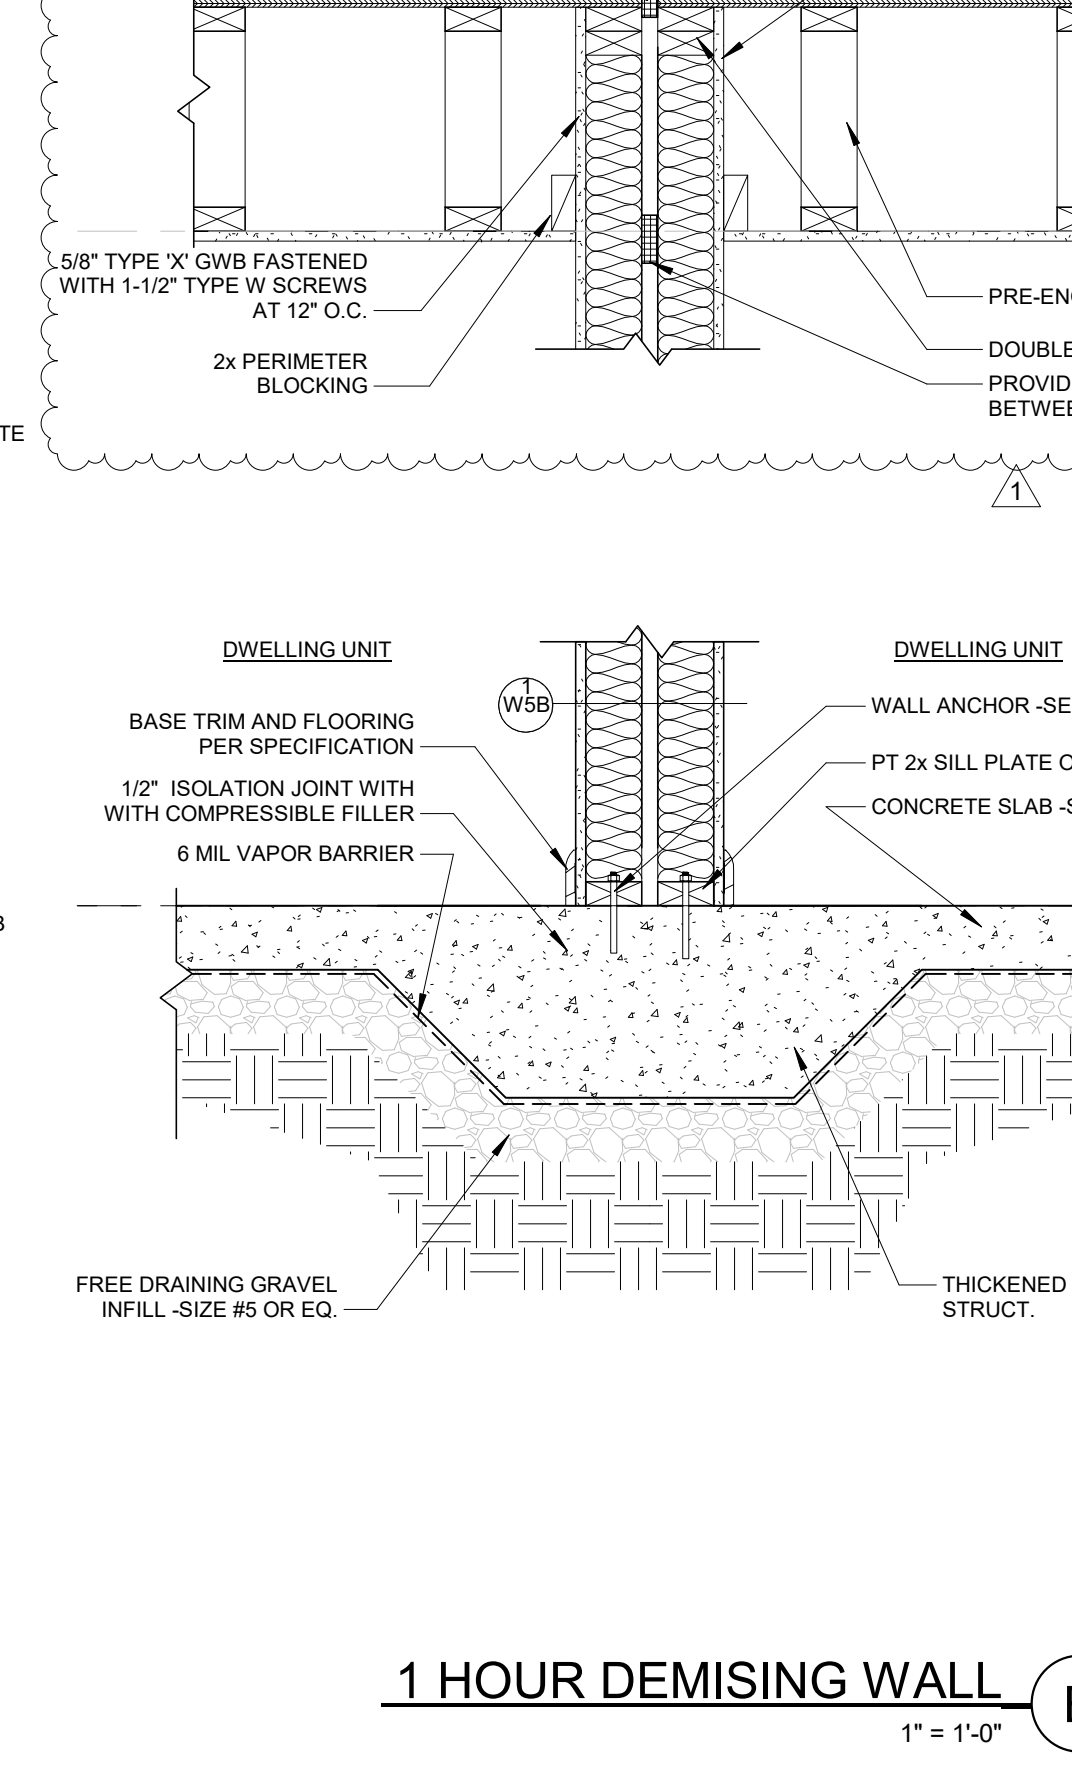 5/8" TYPE 'X' GWB FASTENED
WITH 1-1/2" TYPE W SCREWS
AT 12" O.C.
2x PERIMETER
BLOCKING
PRE-EN
DOUBLE
PROVID
BETWEE
TE
1
DWELLING UNIT
DWELLING UNIT
1
W5B
BASE TRIM AND FLOORING
PER SPECIFICATION
1/2" ISOLATION JOINT WITH
WITH COMPRESSIBLE FILLER
6 MIL VAPOR BARRIER
WALL ANCHOR -SE
PT 2x SILL PLATE O
CONCRETE SLAB -S
FREE DRAINING GRAVEL
INFILL -SIZE #5 OR EQ.
THICKENED
STRUCT.
1 HOUR DEMISING WALL
1" = 1'-0"